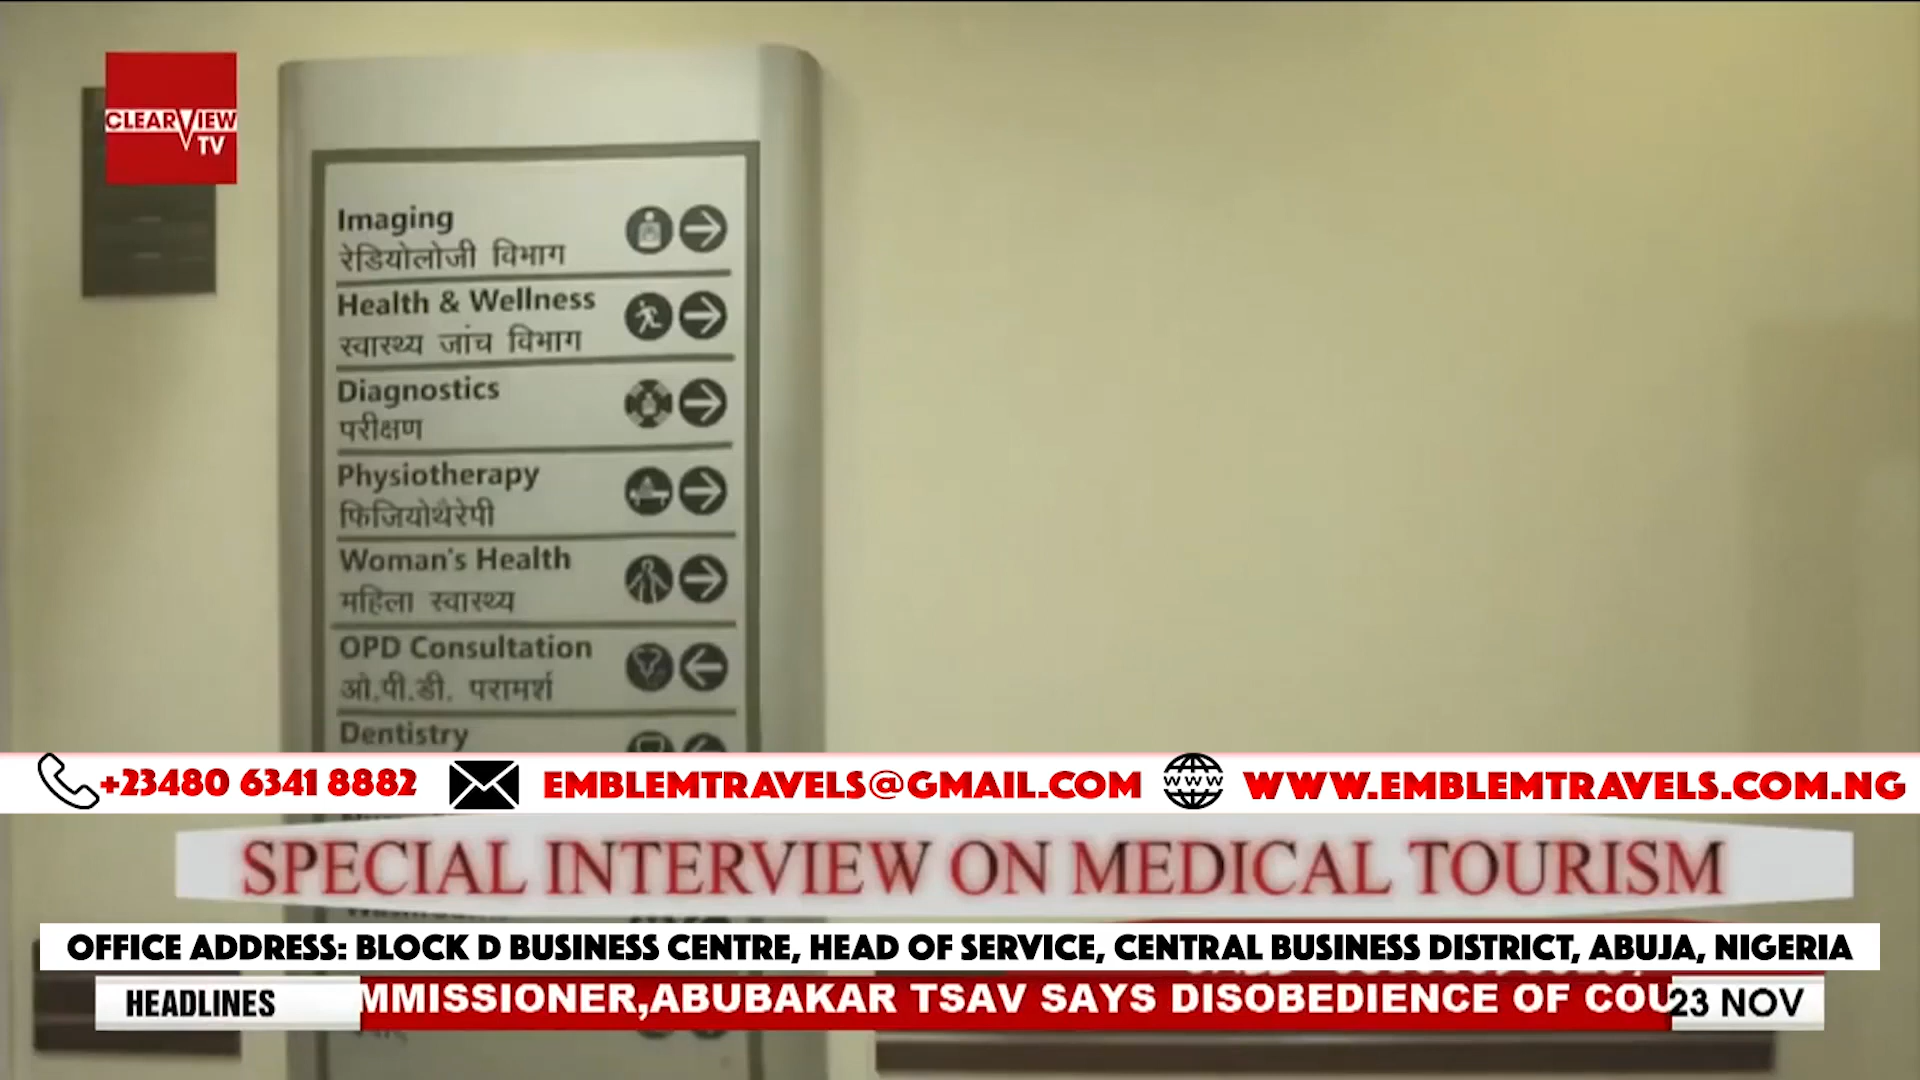 CLEARVIEW
TV
Imaging
रेडियोलोजी विभाग
Health & Wellness
स्वास्थ्य जांच विभाग
Diagnostics
परीक्षण
Physiotherapy
फिजियोथैरेपी
Woman's Health
महिला स्वास्थ्य
OPD Consultation
ओ.पी.डी. परामर्श
Dentistry
+23480 6341 8882 EMBLEMTRAVELS@GMAIL.COM WWW WWW.EMBLEMTRAVELS.COM.NG
SPECIAL INTERVIEW ON MEDICAL TOURISM
OFFICE ADDRESS: BLOCK D BUSINESS CENTRE, HEAD OF SERVICE, CENTRAL BUSINESS DISTRICT, ABUJA, NIGERIA
HEADLINES MMISSIONER,ABUBAKAR TSAV SAYS DISOBEDIENCE OF COU 23 NOV